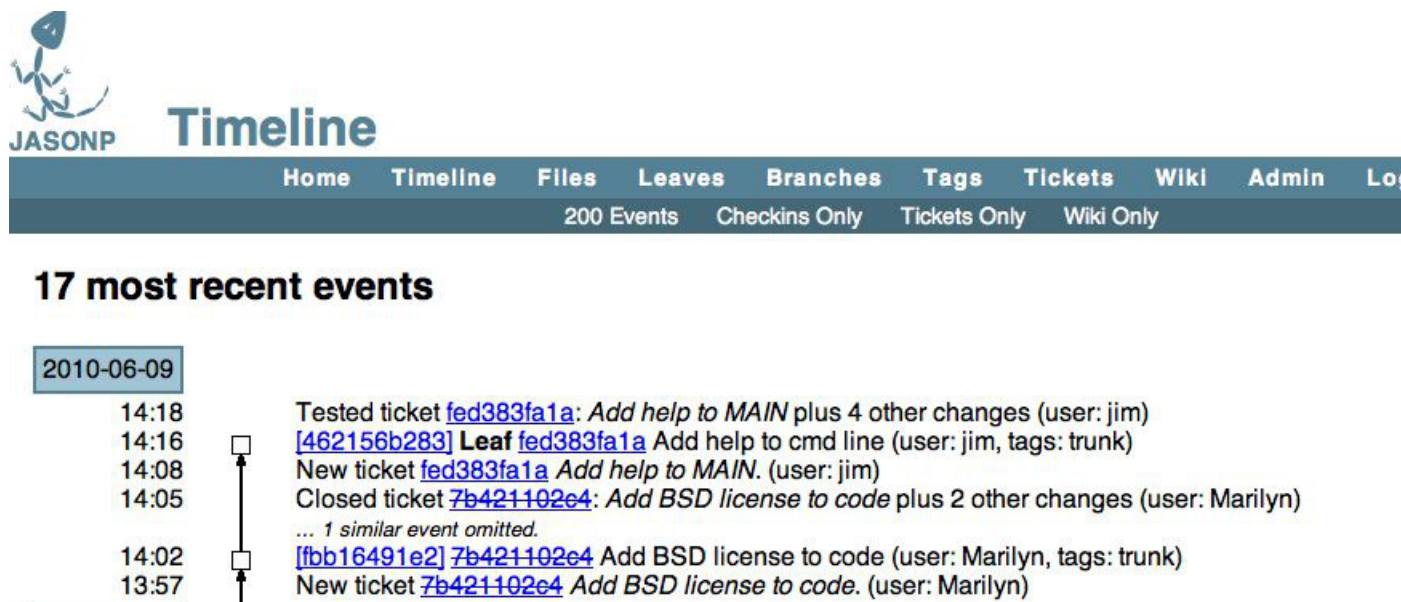 JASONP
Timeline
Home Timeline Files Leaves Branches Tags Tickets Wiki Admin
200 Events Checkins Only Tickets Only Wiki Only
17 most recent events
2010-06-09
14:18 Tested ticket fed383fa1a: Add help to MAIN plus 4 other changes (user: jim)
14:16 [462156b283] Leaf fed383fa1a Add help to cmd line (user: jim, tags: trunk)
14:08 New ticket fed383fa1a Add help to MAIN. (user: jim)
14:05 Closed ticket 7b421102c4: Add BSD license to code plus 2 other changes (user: Marilyn)
... 1 similar event omitted.
14:02 [fbb16491e2] 7b421102c4 Add BSD license to code (user: Marilyn, tags: trunk)
13:57 New ticket 7b421102c4 Add BSD license to code. (user: Marilyn)